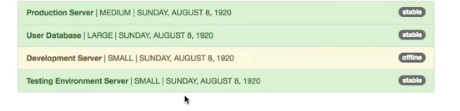 Production Server | MEDIUM | SUNDAY, AUGUST 8, 1920 stable
User Database | LARGE | SUNDAY, AUGUST 8, 1920 stable
Development Server | SMALL | SUNDAY, AUGUST 8, 1920 offline
Testing Environment Server | SMALL | SUNDAY, AUGUST 8, 1920 stable